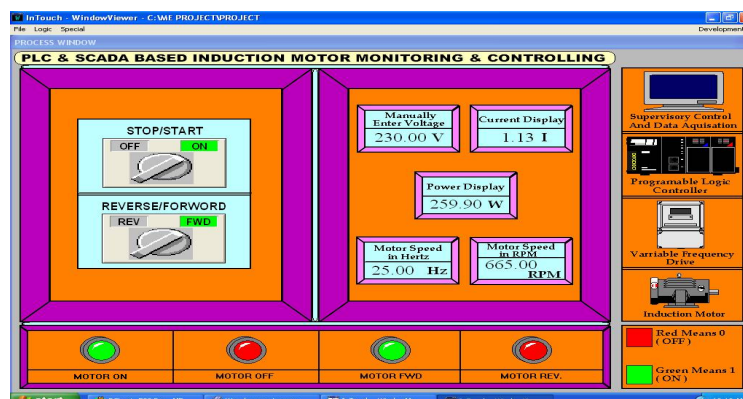 InTouch - WindowViewer - C:\ME PROJECT\PROJECT
File Logic Special
Development
PROCESS WINDOW
PLC & SCADA BASED INDUCTION MOTOR MONITORING & CONTROLLING
STOP/START
OFF ON
REVERSE/FORWORD
REV FWD
Manually
Enter Voltage
230.00 V
Current Display
1.13 I
Power Display
259.90 W
Motor Speed
in Hertz
25.00 Hz
Motor Speed
in RPM
665.00
RPM
Supervisory Control
And Data Aquisation
Programable Logic
Controller
Varriable Frequency
Drive
Induction Motor
Red Means 0
( OFF )
Green Means 1
( ON )
MOTOR ON
MOTOR OFF
MOTOR FWD
MOTOR REV.